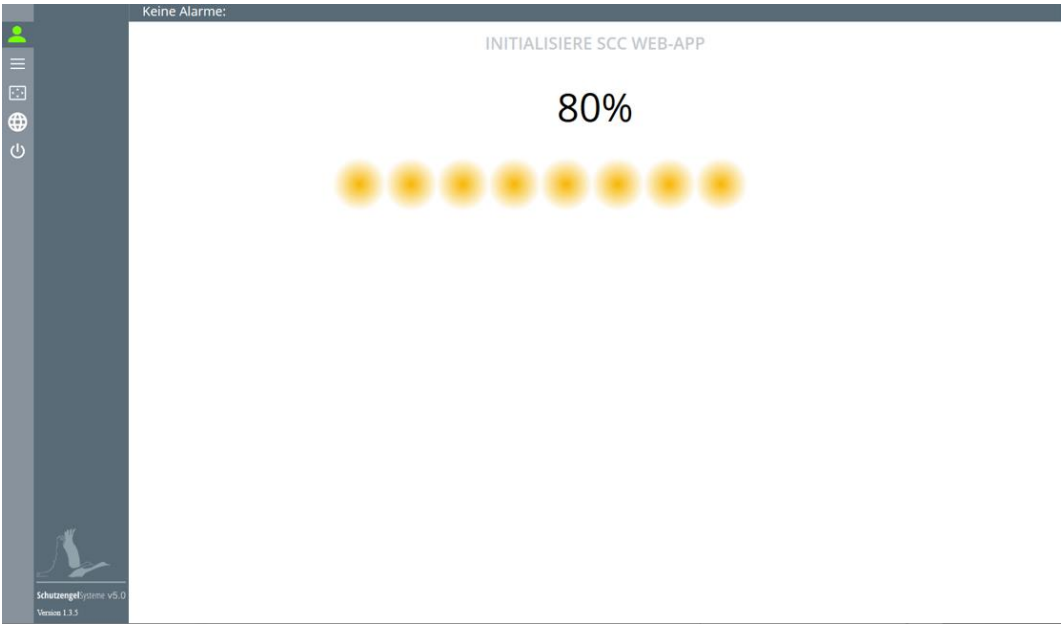 Keine Alarme:
INITIALISIERE SCC WEB-APP
80%
SchutzengelSysteme v5.0
Version 1.3.5